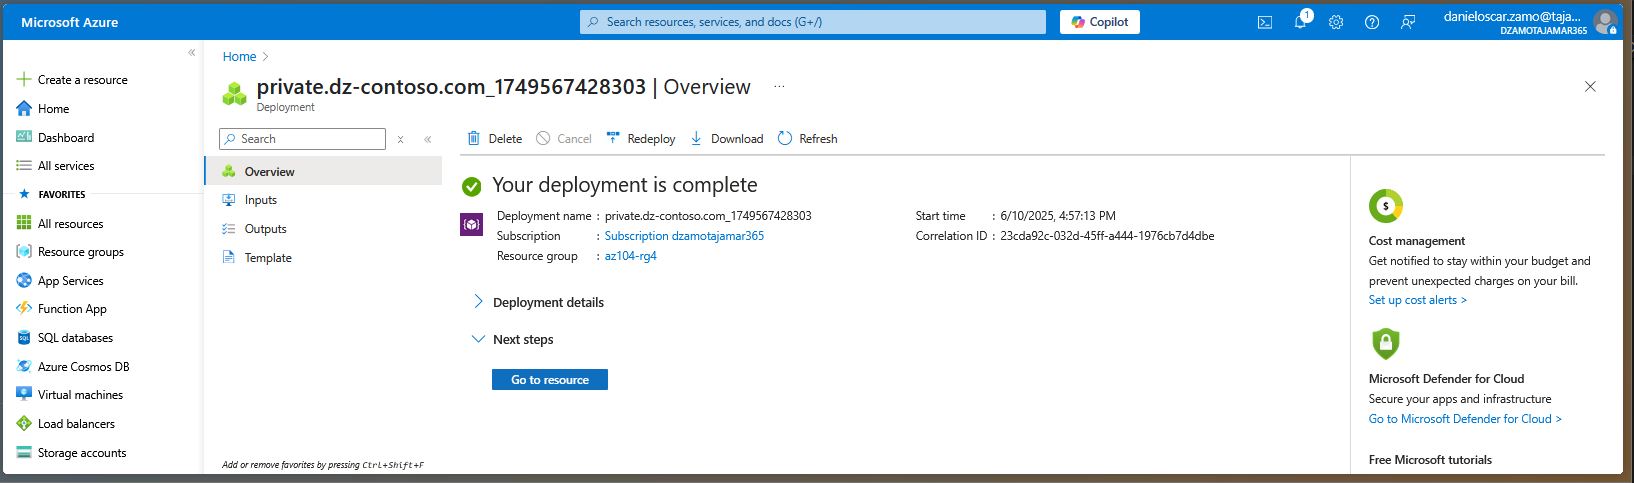 Microsoft Azure
Search resources, services, and docs (G+/)
Copilot
1
danieloscar.zamo@taja...
DZAMOTAJAMAR365
Create a resource
Home
Dashboard
All services
FAVORITES
All resources
Resource groups
App Services
Function App
SQL databases
Azure Cosmos DB
Virtual machines
Load balancers
Storage accounts
Home
private.dz-contoso.com_1749567428303 | Overview ...
Deployment
Search
Overview
Inputs
Outputs
Template
Add or remove favorites by pressing Ctrl+Shift+F
Delete Cancel Redeploy Download Refresh
Your deployment is complete
Deployment name : private.dz-contoso.com_1749567428303
Subscription : Subscription dzamotajamar365
Resource group : az104-rg4
Start time : 6/10/2025, 4:57:13 PM
Correlation ID : 23cda92c-032d-45ff-a444-1976cb7d4dbe
Deployment details
Next steps
Go to resource
Cost management
Get notified to stay within your budget and
prevent unexpected charges on your bill.
Set up cost alerts >
Microsoft Defender for Cloud
Secure your apps and infrastructure
Go to Microsoft Defender for Cloud >
Free Microsoft tutorials